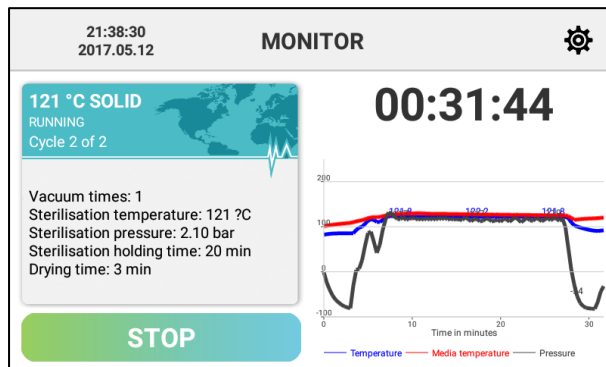 21:38:30
2017.05.12
MONITOR
121 °C SOLID
RUNNING
Cycle 2 of 2
00:31:44
Vacuum times: 1
Sterilisation temperature: 121 ?C
Sterilisation pressure: 2.10 bar
Sterilisation holding time: 20 min
Drying time: 3 min
STOP
200
100
0
-100
0
10
20
30
Time in minutes
Temperature
Media temperature
Pressure